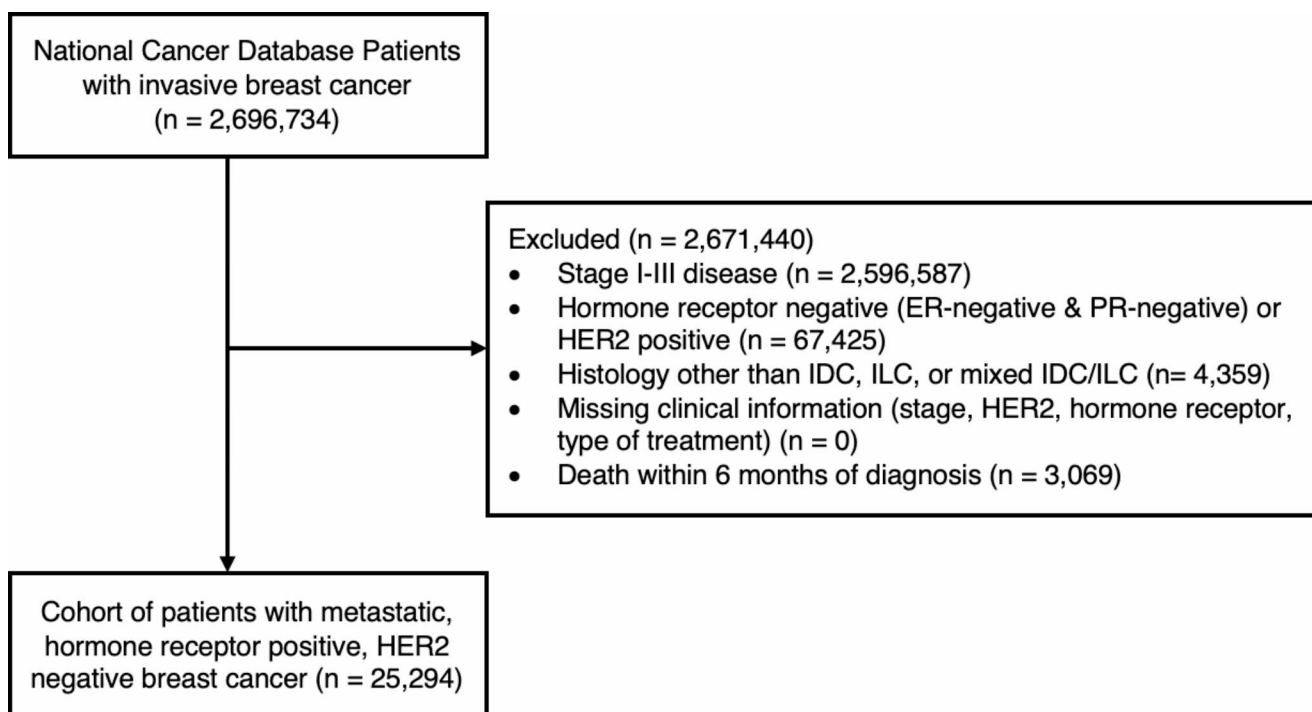 National Cancer Database Patients
with invasive breast cancer
(n = 2,696,734)
Excluded (n = 2,671,440)
• Stage I-III disease (n = 2,596,587)
• Hormone receptor negative (ER-negative & PR-negative) or
HER2 positive (n = 67,425)
• Histology other than IDC, ILC, or mixed IDC/ILC (n= 4,359)
• Missing clinical information (stage, HER2, hormone receptor,
type of treatment) (n = 0)
• Death within 6 months of diagnosis (n = 3,069)
Cohort of patients with metastatic,
hormone receptor positive, HER2
negative breast cancer (n = 25,294)